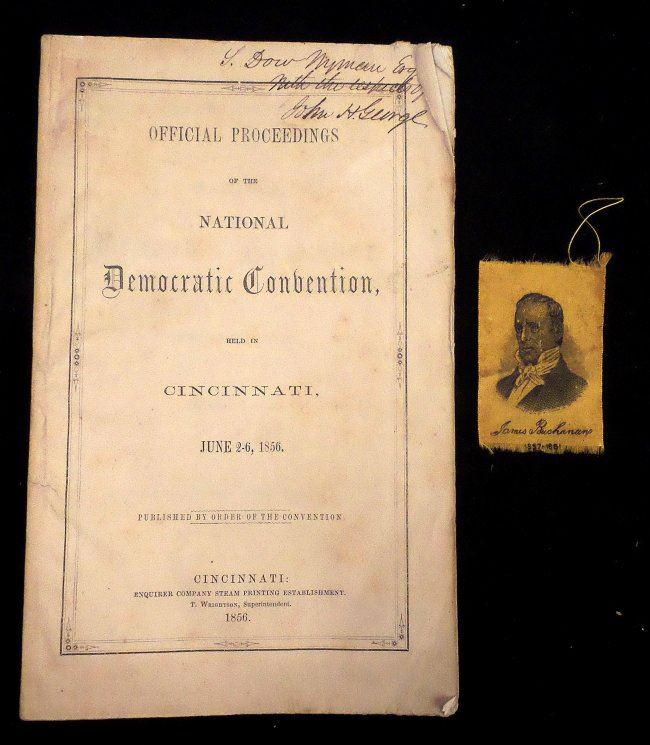 S. Dow Wyman Esq
With the respects of
John H. George
OFFICIAL PROCEEDINGS
OF THE
NATIONAL
Democratic Convention,
HELD IN
CINCINNATI,
JUNE 2-6, 1856.
PUBLISHED BY ORDER OF THE CONVENTION
CINCINNATI:
ENQUIRER COMPANY STEAM PRINTING ESTABLISHMENT.
T. Wrightson, Superintendent.
1856.
James Buchanan
1857-1861